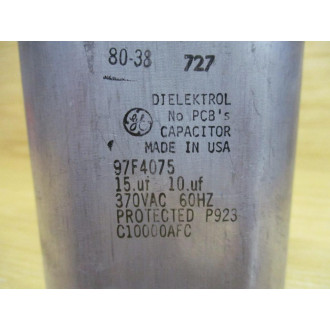 80-38 727
DIELEKTROL
No PCB's
CAPACITOR
MADE IN USA
97F4075
15.uf 10.uf
370VAC 60HZ
PROTECTED P923
C10000AFC